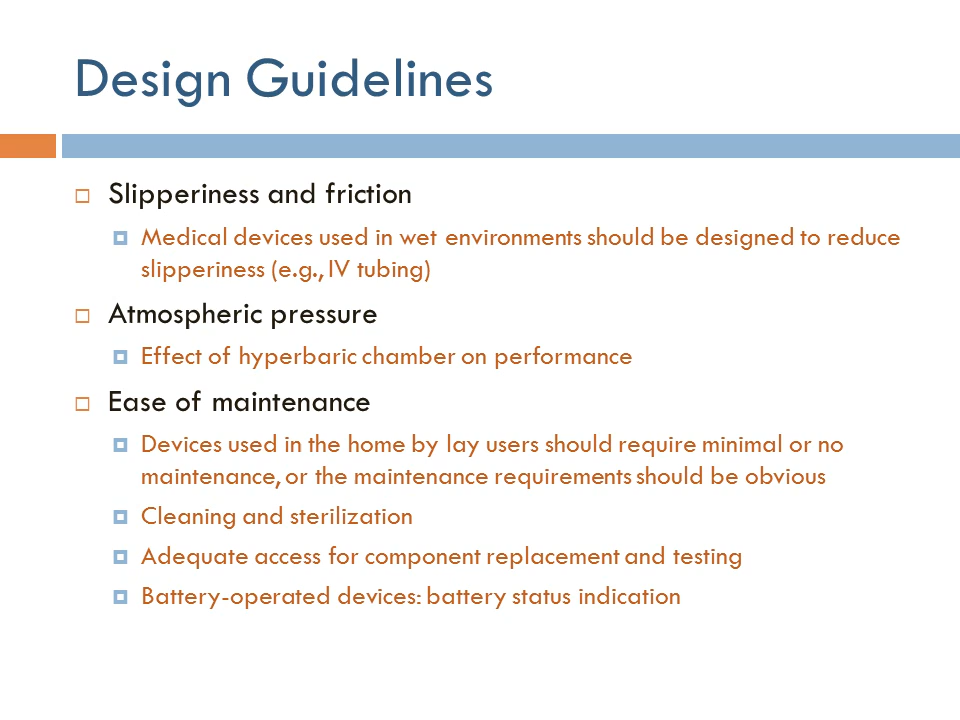 Design Guidelines
Slipperiness and friction
Medical devices used in wet environments should be designed to reduce
slipperiness (e.g., IV tubing)
Atmospheric pressure
Effect of hyperbaric chamber on performance
Ease of maintenance
Devices used in the home by lay users should require minimal or no
maintenance, or the maintenance requirements should be obvious
Cleaning and sterilization
Adequate access for component replacement and testing
Battery-operated devices: battery status indication